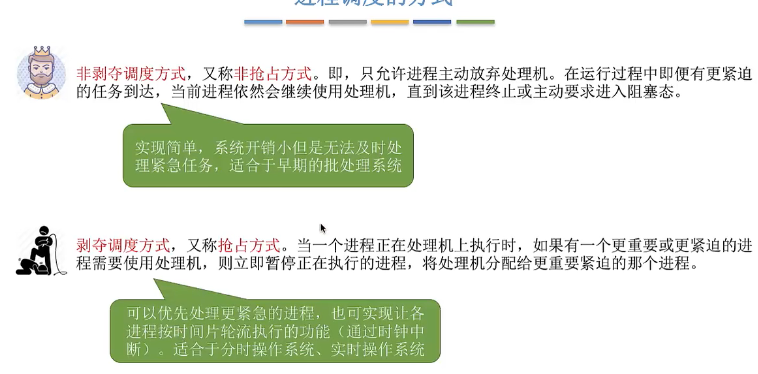 进程调度的方式
非剥夺调度方式，又称非抢占方式。即，只允许进程主动放弃处理机。在运行过程中即便有更紧迫
的任务到达，当前进程依然会继续使用处理机，直到该进程终止或主动要求进入阻塞态。
实现简单，系统开销小但是无法及时处
理紧急任务，适合于早期的批处理系统
剥夺调度方式，又称抢占方式。当一个进程正在处理机上执行时，如果有一个更重要或更紧迫的进
程需要使用处理机，则立即暂停正在执行的进程，将处理机分配给更重要紧迫的那个进程。
可以优先处理更紧急的进程，也可实现让各
进程按时间片轮流执行的功能（通过时钟中
断）。适合于分时操作系统、实时操作系统